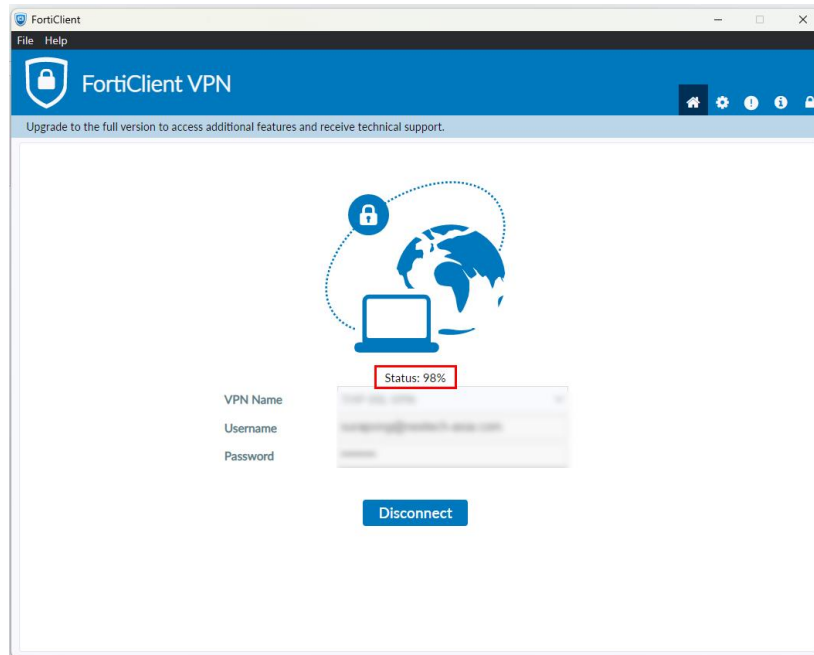 FortiClient
File Help
FortiClient VPN
Upgrade to the full version to access additional features and receive technical support.
Status: 98%
VPN Name
Username
Password
Disconnect